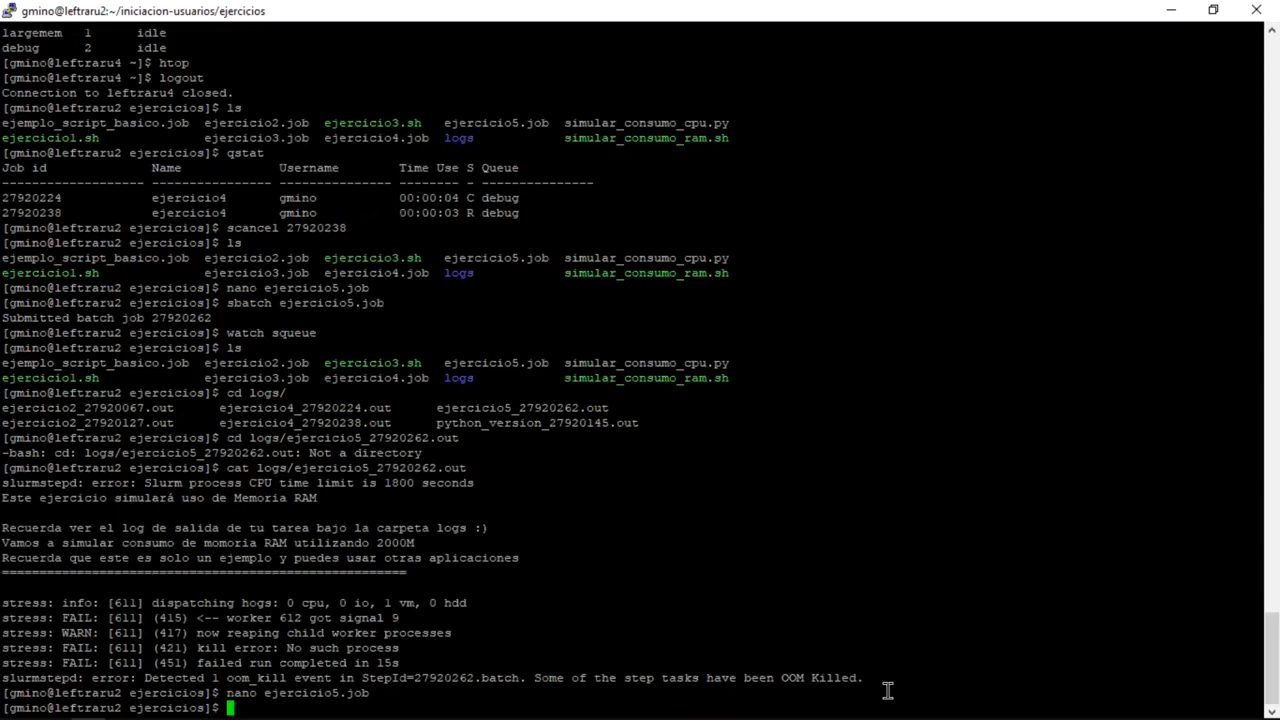 gmino@leftraru2:~/iniciacion-usuarios/ejercicios
largemem   1      idle
debug      2      idle
[gmino@leftraru4 ~]$ htop
[gmino@leftraru4 ~]$ logout
Connection to leftraru4 closed.
[gmino@leftraru2 ejercicios]$ ls
ejemplo_script_basico.job  ejercicio2.job  ejercicio3.sh   ejercicio5.job  simular_consumo_cpu.py
ejercicio1.sh              ejercicio3.job  ejercicio4.job  logs            simular_consumo_ram.sh
[gmino@leftraru2 ejercicios]$ qstat
Job id              Name             Username        Time Use S Queue
------------------- ---------------- --------------- -------- - ---------------
27920224            ejercicio4       gmino           00:00:04 C debug
27920238            ejercicio4       gmino           00:00:03 R debug
[gmino@leftraru2 ejercicios]$ scancel 27920238
[gmino@leftraru2 ejercicios]$ ls
ejemplo_script_basico.job  ejercicio2.job  ejercicio3.sh   ejercicio5.job  simular_consumo_cpu.py
ejercicio1.sh              ejercicio3.job  ejercicio4.job  logs            simular_consumo_ram.sh
[gmino@leftraru2 ejercicios]$ nano ejercicio5.job
[gmino@leftraru2 ejercicios]$ sbatch ejercicio5.job
Submitted batch job 27920262
[gmino@leftraru2 ejercicios]$ watch squeue
[gmino@leftraru2 ejercicios]$ ls
ejemplo_script_basico.job  ejercicio2.job  ejercicio3.sh   ejercicio5.job  simular_consumo_cpu.py
ejercicio1.sh              ejercicio3.job  ejercicio4.job  logs            simular_consumo_ram.sh
[gmino@leftraru2 ejercicios]$ cd logs/
ejercicio2_27920067.out      ejercicio4_27920224.out      ejercicio5_27920262.out
ejercicio2_27920127.out      ejercicio4_27920238.out      python_version_27920145.out
[gmino@leftraru2 ejercicios]$ cd logs/ejercicio5_27920262.out
-bash: cd: logs/ejercicio5_27920262.out: Not a directory
[gmino@leftraru2 ejercicios]$ cat logs/ejercicio5_27920262.out
slurmstepd: error: Slurm process CPU time limit is 1800 seconds
Este ejercicio simulará uso de Memoria RAM
Recuerda ver el log de salida de tu tarea bajo la carpeta logs :)
Vamos a simular consumo de momoria RAM utilizando 2000M
Recuerda que este es solo un ejemplo y puedes usar otras aplicaciones
======================================================
stress: info: [611] dispatching hogs: 0 cpu, 0 io, 1 vm, 0 hdd
stress: FAIL: [611] (415) <-- worker 612 got signal 9
stress: WARN: [611] (417) now reaping child worker processes
stress: FAIL: [611] (421) kill error: No such process
stress: FAIL: [611] (451) failed run completed in 15s
slurmstepd: error: Detected 1 oom_kill event in StepId=27920262.batch. Some of the step tasks have been OOM Killed.
[gmino@leftraru2 ejercicios]$ nano ejercicio5.job
[gmino@leftraru2 ejercicios]$